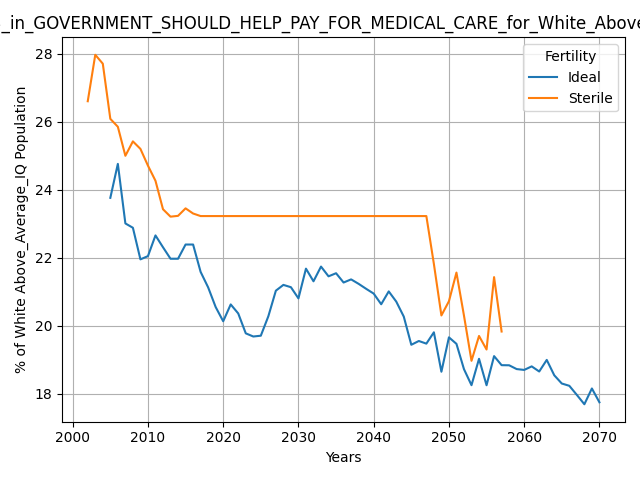 _in_GOVERNMENT_SHOULD_HELP_PAY_FOR_MEDICAL_CARE_for_White_Above
Fertility
Ideal
Sterile
28
26
24
22
20
18
% of White Above_Average_IQ Population
2000 2010 2020 2030 2040 2050 2060 2070
Years